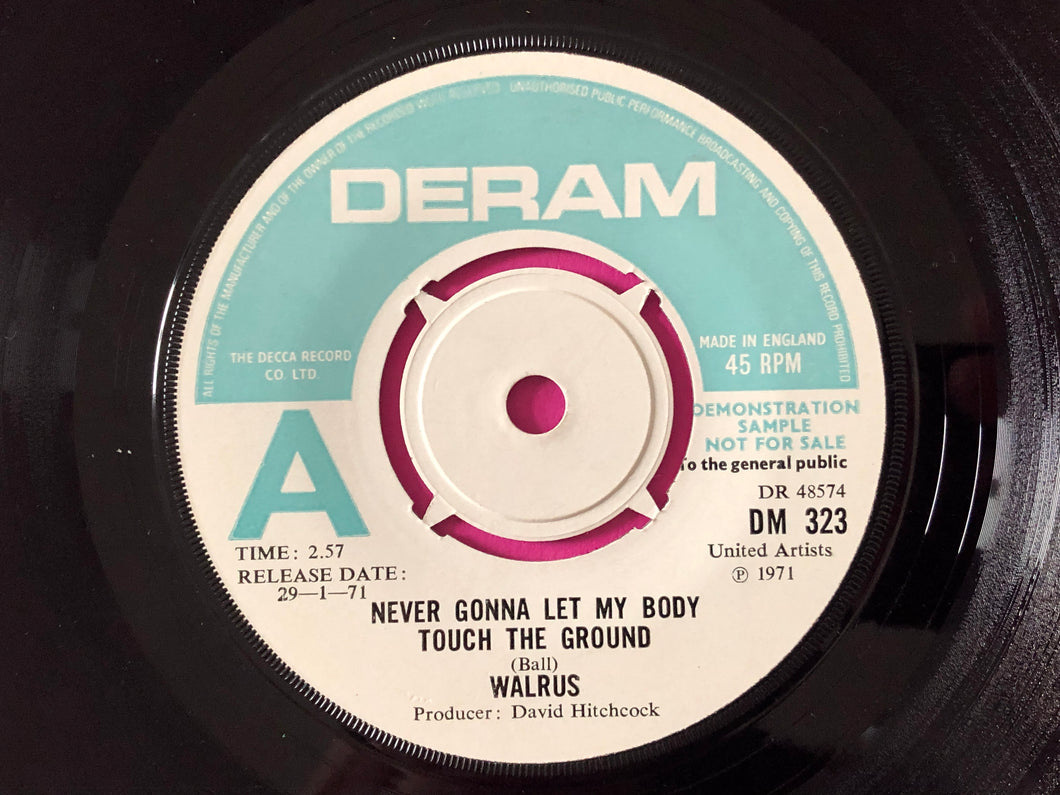 ALL RIGHTS OF THE MANUFACTURER AND OF THE OWNER OF THE RECORDED WORK RESERVED UNAUTHORISED PUBLIC PERFORMANCE BROADCASTING AND COPYING OF THIS RECORD PROHIBITED
DERAM
THE DECCA RECORD
CO. LTD.
MADE IN ENGLAND
45 RPM
A
DEMONSTRATION
SAMPLE
NOT FOR SALE
To the general public
DR 48574
DM 323
United Artists
℗ 1971
TIME: 2.57
RELEASE DATE:
29—1—71
NEVER GONNA LET MY BODY
TOUCH THE GROUND
(Ball)
WALRUS
Producer: David Hitchcock